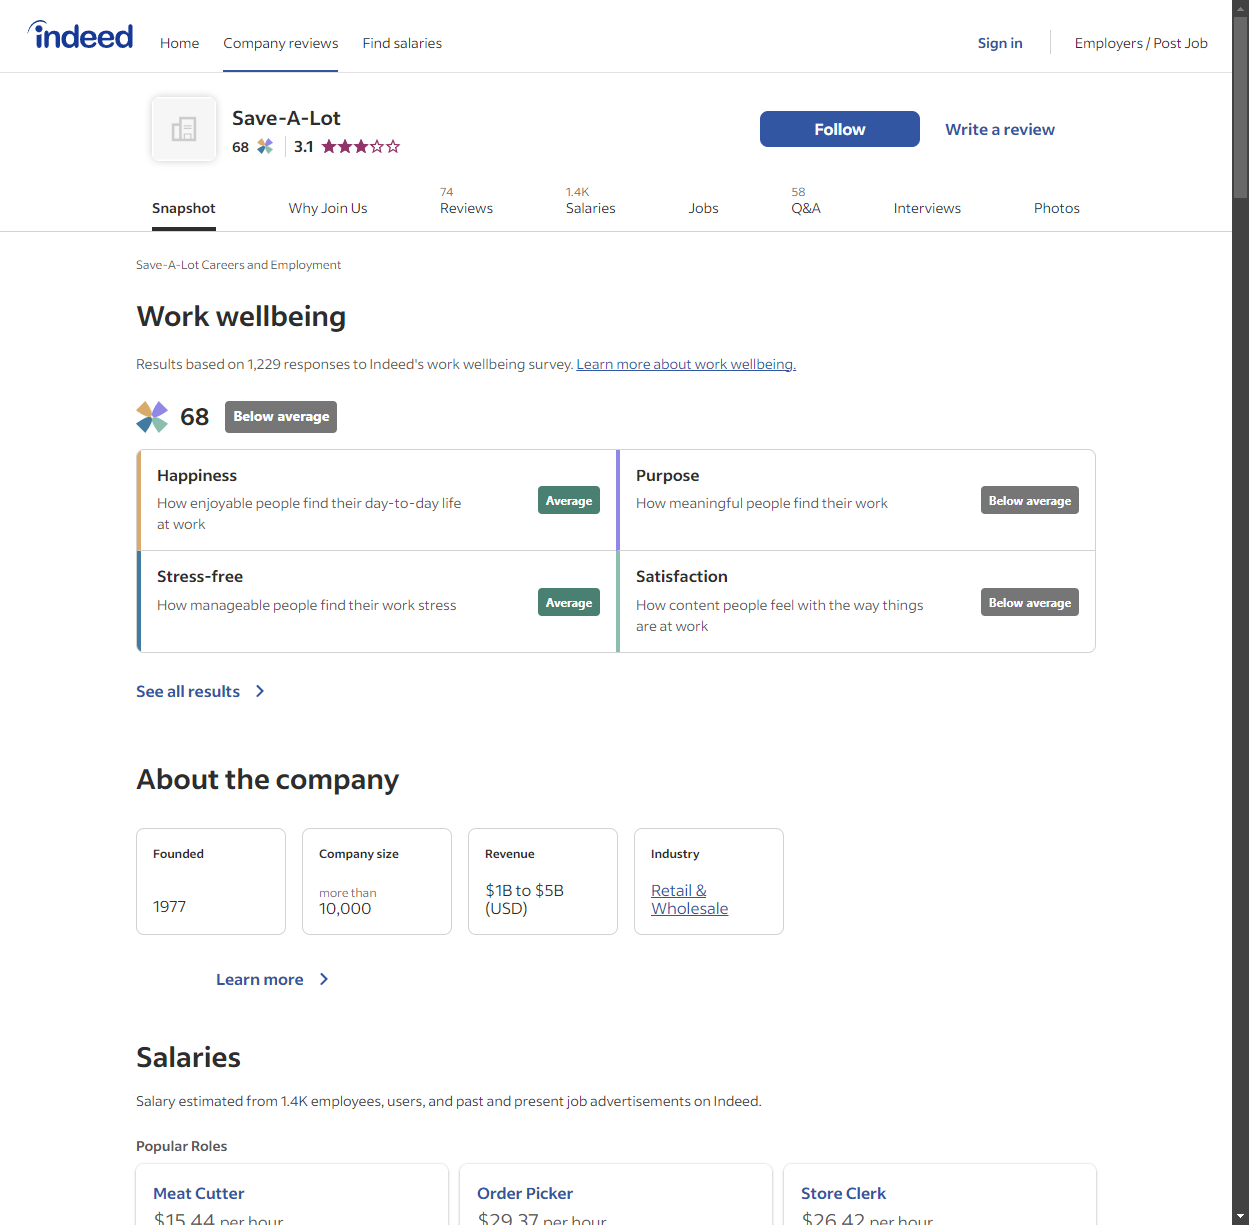 indeed
Home
Company reviews
Find salaries
Sign in
Employers / Post Job
Save-A-Lot
68
3.1
Follow
Write a review
Snapshot
Why Join Us
74
Reviews
1.4K
Salaries
Jobs
58
Q&A
Interviews
Photos
Save-A-Lot Careers and Employment
Work wellbeing
Results based on 1,229 responses to Indeed's work wellbeing survey. Learn more about work wellbeing.
68
Below average
Happiness
How enjoyable people find their day-to-day life
at work
Average
Purpose
How meaningful people find their work
Below average
Stress-free
How manageable people find their work stress
Average
Satisfaction
How content people feel with the way things
are at work
Below average
See all results
About the company
Founded
1977
Company size
more than
10,000
Revenue
$1B to $5B
(USD)
Industry
Retail &
Wholesale
Learn more
Salaries
Salary estimated from 1.4K employees, users, and past and present job advertisements on Indeed.
Popular Roles
Meat Cutter
$15.44 per hour
Order Picker
$29.37 per hour
Store Clerk
$26.42 per hour